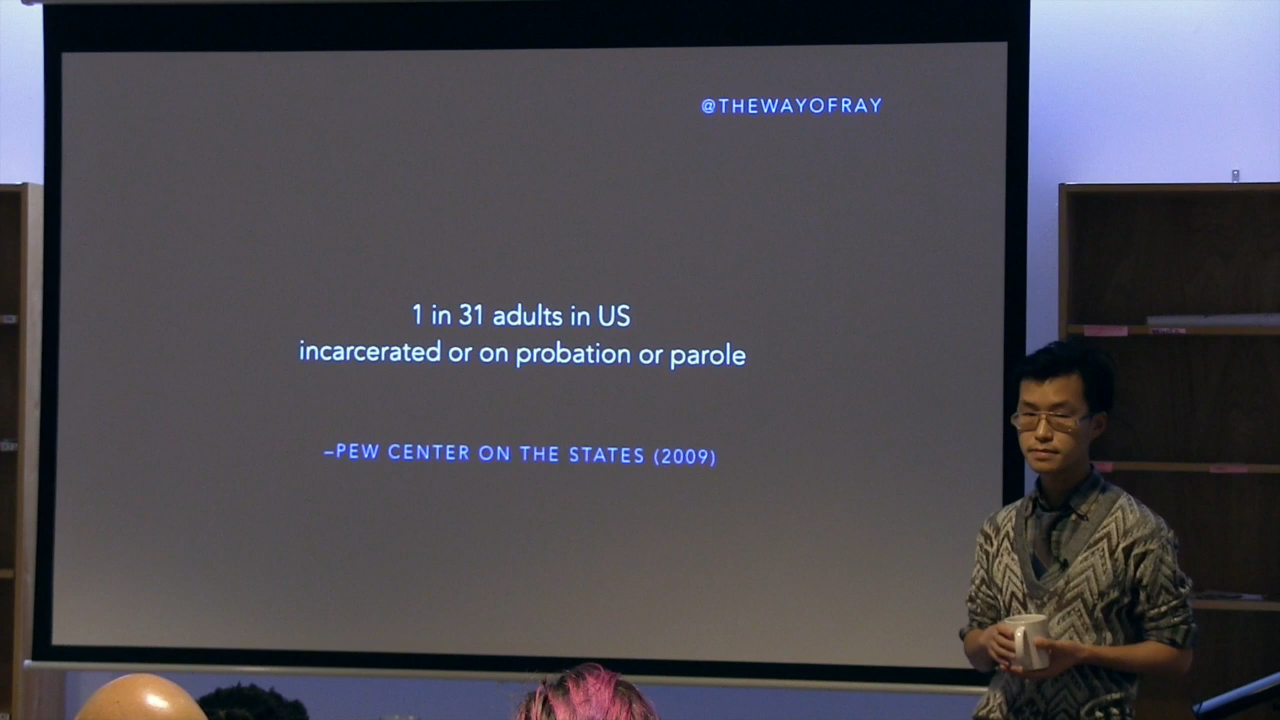 @THEWAYOFRAY
1 in 31 adults in US
incarcerated or on probation or parole
–PEW CENTER ON THE STATES (2009)